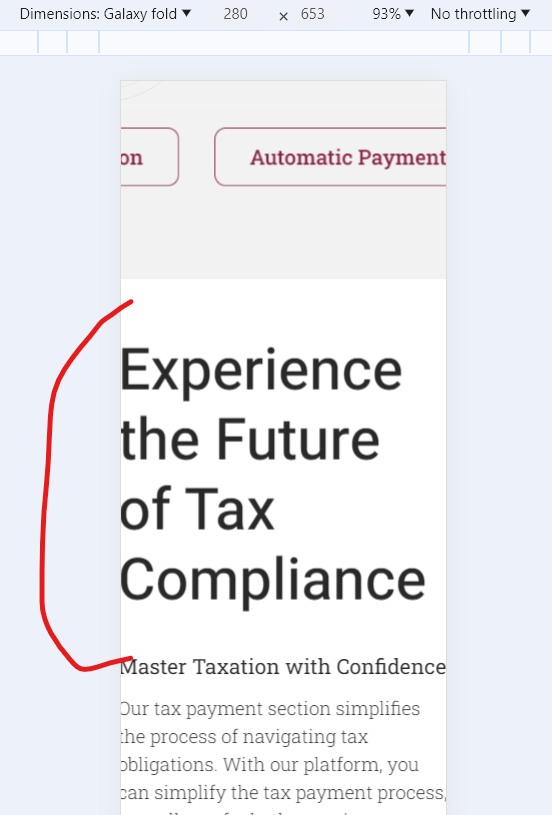 Dimensions: Galaxy fold ▼ 280 × 653 93% ▼ No throttling ▼
on Automatic Payment
Experience
the Future
of Tax
Compliance
Master Taxation with Confidence
Our tax payment section simplifies
the process of navigating tax
obligations. With our platform, you
can simplify the tax payment process,